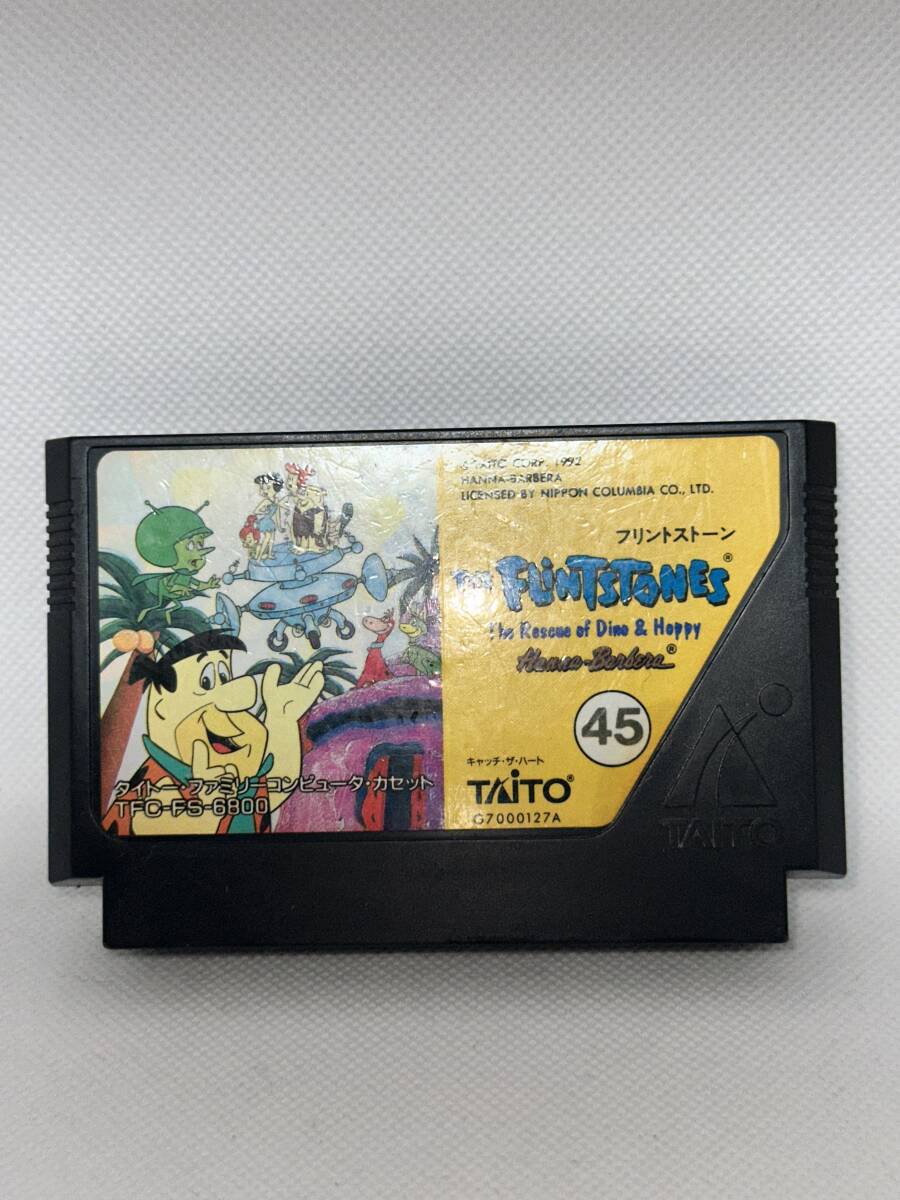 © TAITO CORP. 1992
HANNA-BARBERA
LICENSED BY NIPPON COLUMBIA CO., LTD.
フリントストーン
THE FLINTSTONES®
The Rescue of Dino & Hoppy
Hanna-Barbera®
45
キャッチ・ザ・ハート
TAITO®
G7000127A
タイトー・ファミリーコンピュータ・カセット
TFC-FS-6800
TAITO